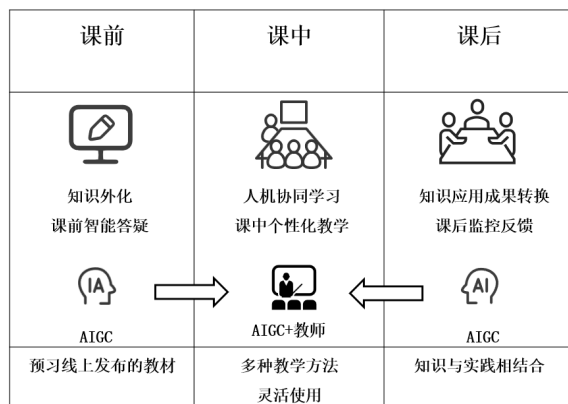 课前
课中
课后
知识外化
课前智能答疑
人机协同学习
课中个性化教学
知识应用成果转换
课后监控反馈
IA
AI
AIGC
AIGC+教师
AIGC
预习线上发布的教材
多种教学方法
灵活使用
知识与实践相结合